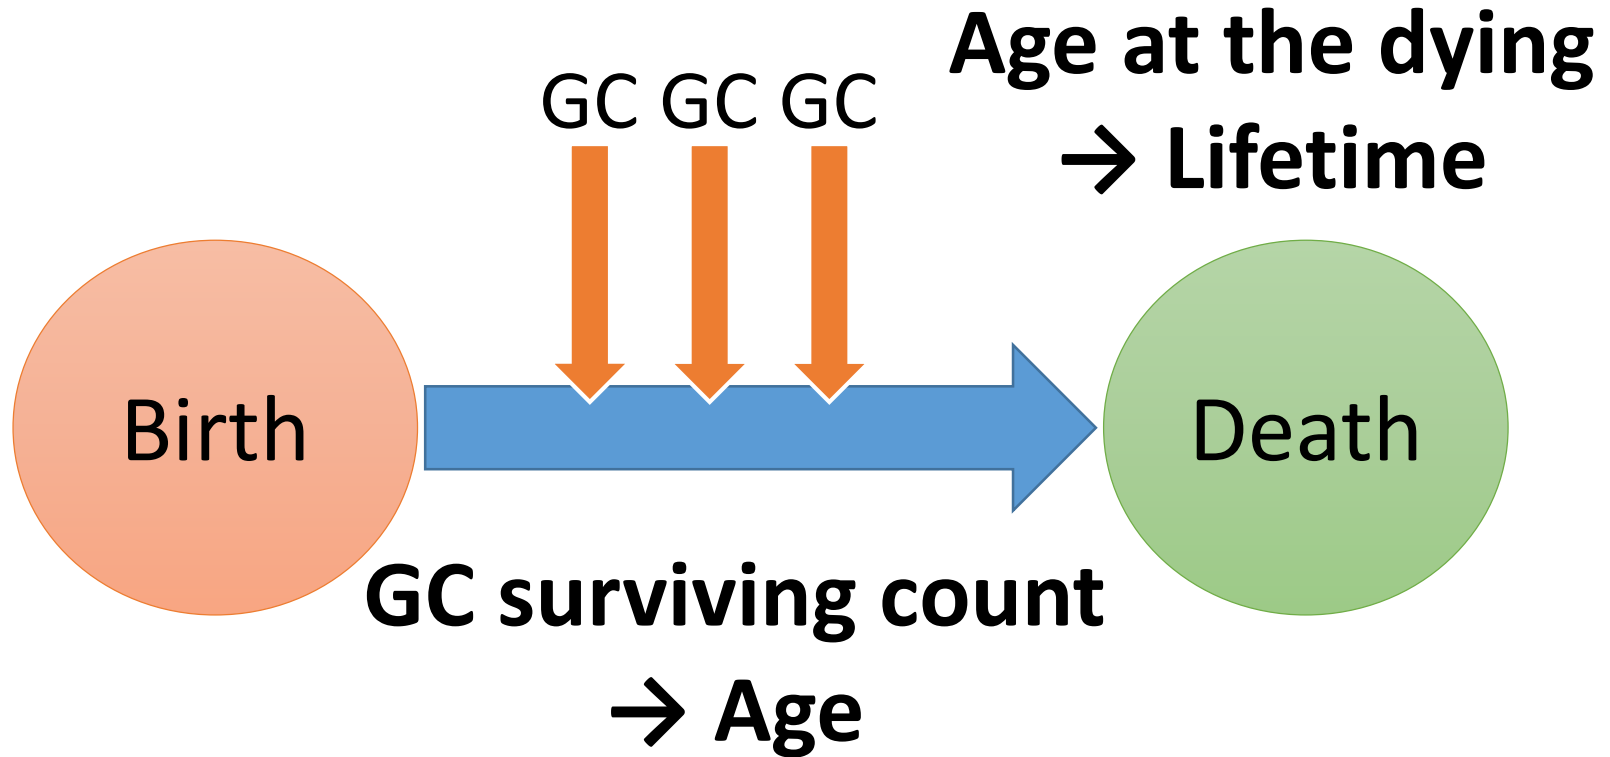 Age at the dying
→ Lifetime
GC GC GC
Birth
Death
GC surviving count
→ Age